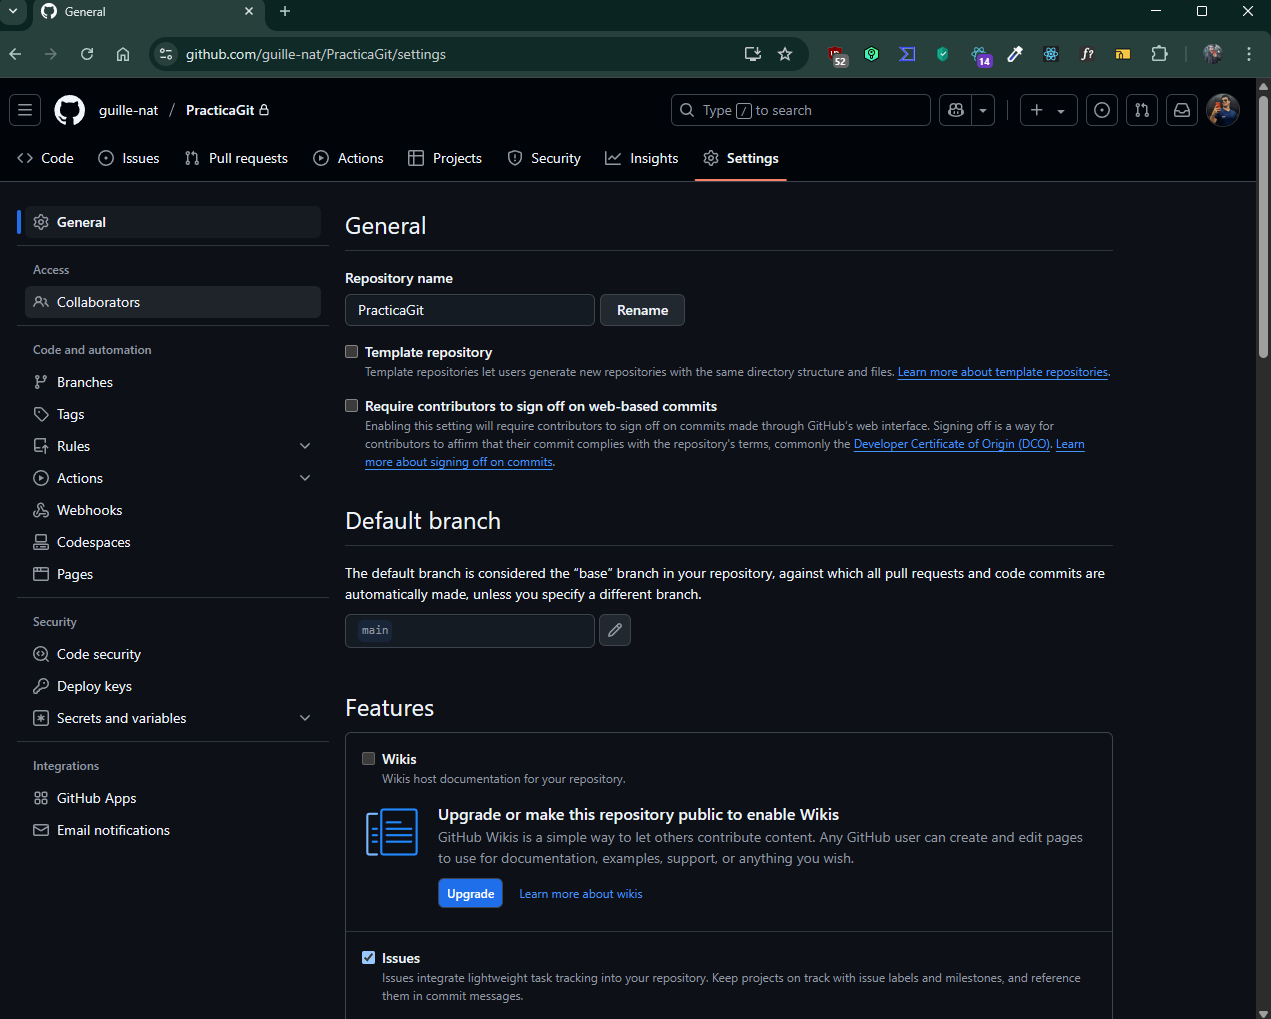 General
github.com/guille-nat/PracticaGit/settings
52
14
f?
guille-nat / PracticaGit
Type / to search
Code
Issues
Pull requests
Actions
Projects
Security
Insights
Settings
General
Access
Collaborators
Code and automation
Branches
Tags
Rules
Actions
Webhooks
Codespaces
Pages
Security
Code security
Deploy keys
Secrets and variables
Integrations
GitHub Apps
Email notifications
General
Repository name
PracticaGit
Rename
Template repository
Template repositories let users generate new repositories with the same directory structure and files. Learn more about template repositories.
Require contributors to sign off on web-based commits
Enabling this setting will require contributors to sign off on commits made through GitHub's web interface. Signing off is a way for
contributors to affirm that their commit complies with the repository's terms, commonly the Developer Certificate of Origin (DCO). Learn
more about signing off on commits.
Default branch
The default branch is considered the “base” branch in your repository, against which all pull requests and code commits are
automatically made, unless you specify a different branch.
main
Features
Wikis
Wikis host documentation for your repository.
Upgrade or make this repository public to enable Wikis
GitHub Wikis is a simple way to let others contribute content. Any GitHub user can create and edit pages
to use for documentation, examples, support, or anything you wish.
Upgrade
Learn more about wikis
Issues
Issues integrate lightweight task tracking into your repository. Keep projects on track with issue labels and milestones, and reference
them in commit messages.